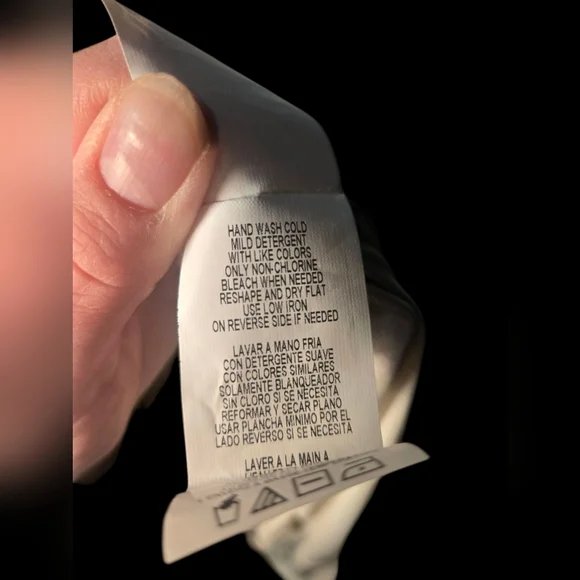 HAND WASH COLD
MILD DETERGENT
WITH LIKE COLORS
ONLY NON-CHLORINE
BLEACH WHEN NEEDED
RESHAPE AND DRY FLAT
USE LOW IRON
ON REVERSE SIDE IF NEEDED
LAVAR A MANO FRIA
CON DETERGENTE SUAVE
CON COLORES SIMILARES
SOLAMENTE BLANQUEADOR
SIN CLORO SI SE NECESITA
REFORMAR Y SECAR PLANO
USAR PLANCHA MINIMO POR EL
LADO REVERSO SI SE NECESITA
LAVER A LA MAIN A